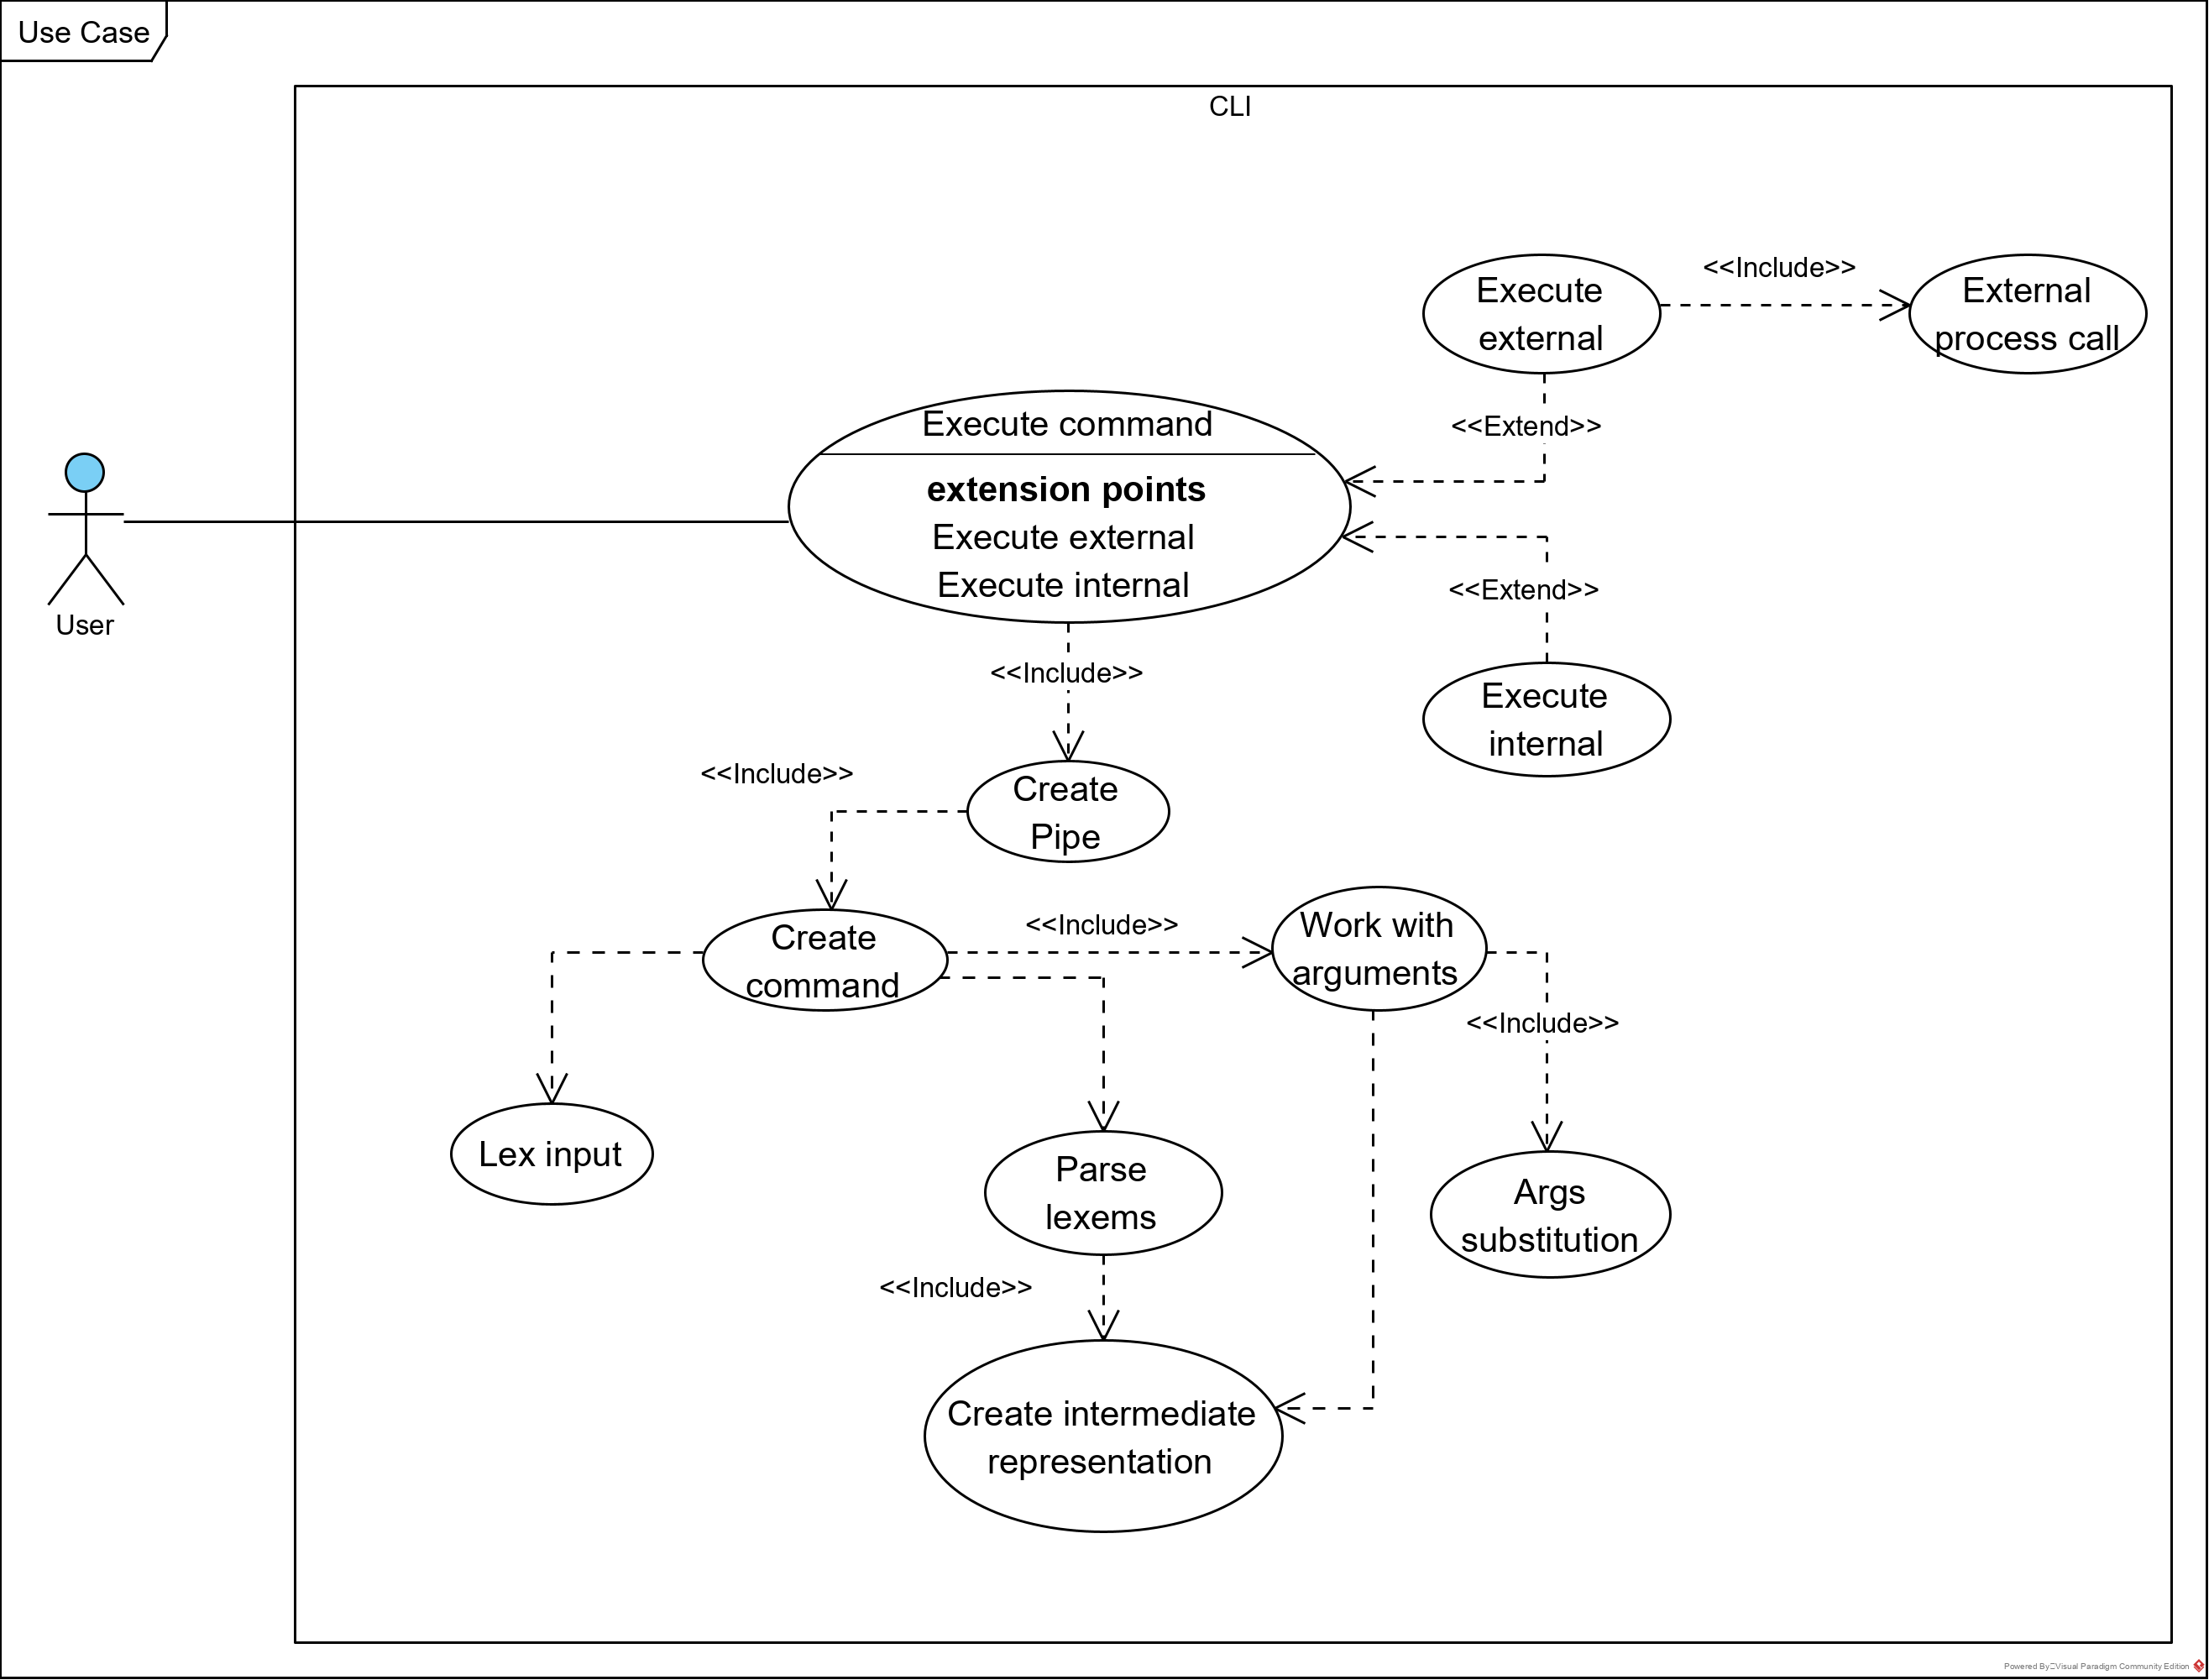 Use Case
CLI
<<Include>>
Execute
external
External
process call
<<Extend>>
Execute command
extension points
Execute external
Execute internal
<<Extend>>
User
<<Include>>
Execute
internal
<<Include>>
Create
Pipe
<<Include>>
Create
command
Work with
arguments
<<Include>>
Lex input
Parse
lexems
Args
substitution
<<Include>>
Create intermediate
representation
Powered By Visual Paradigm Community Edition